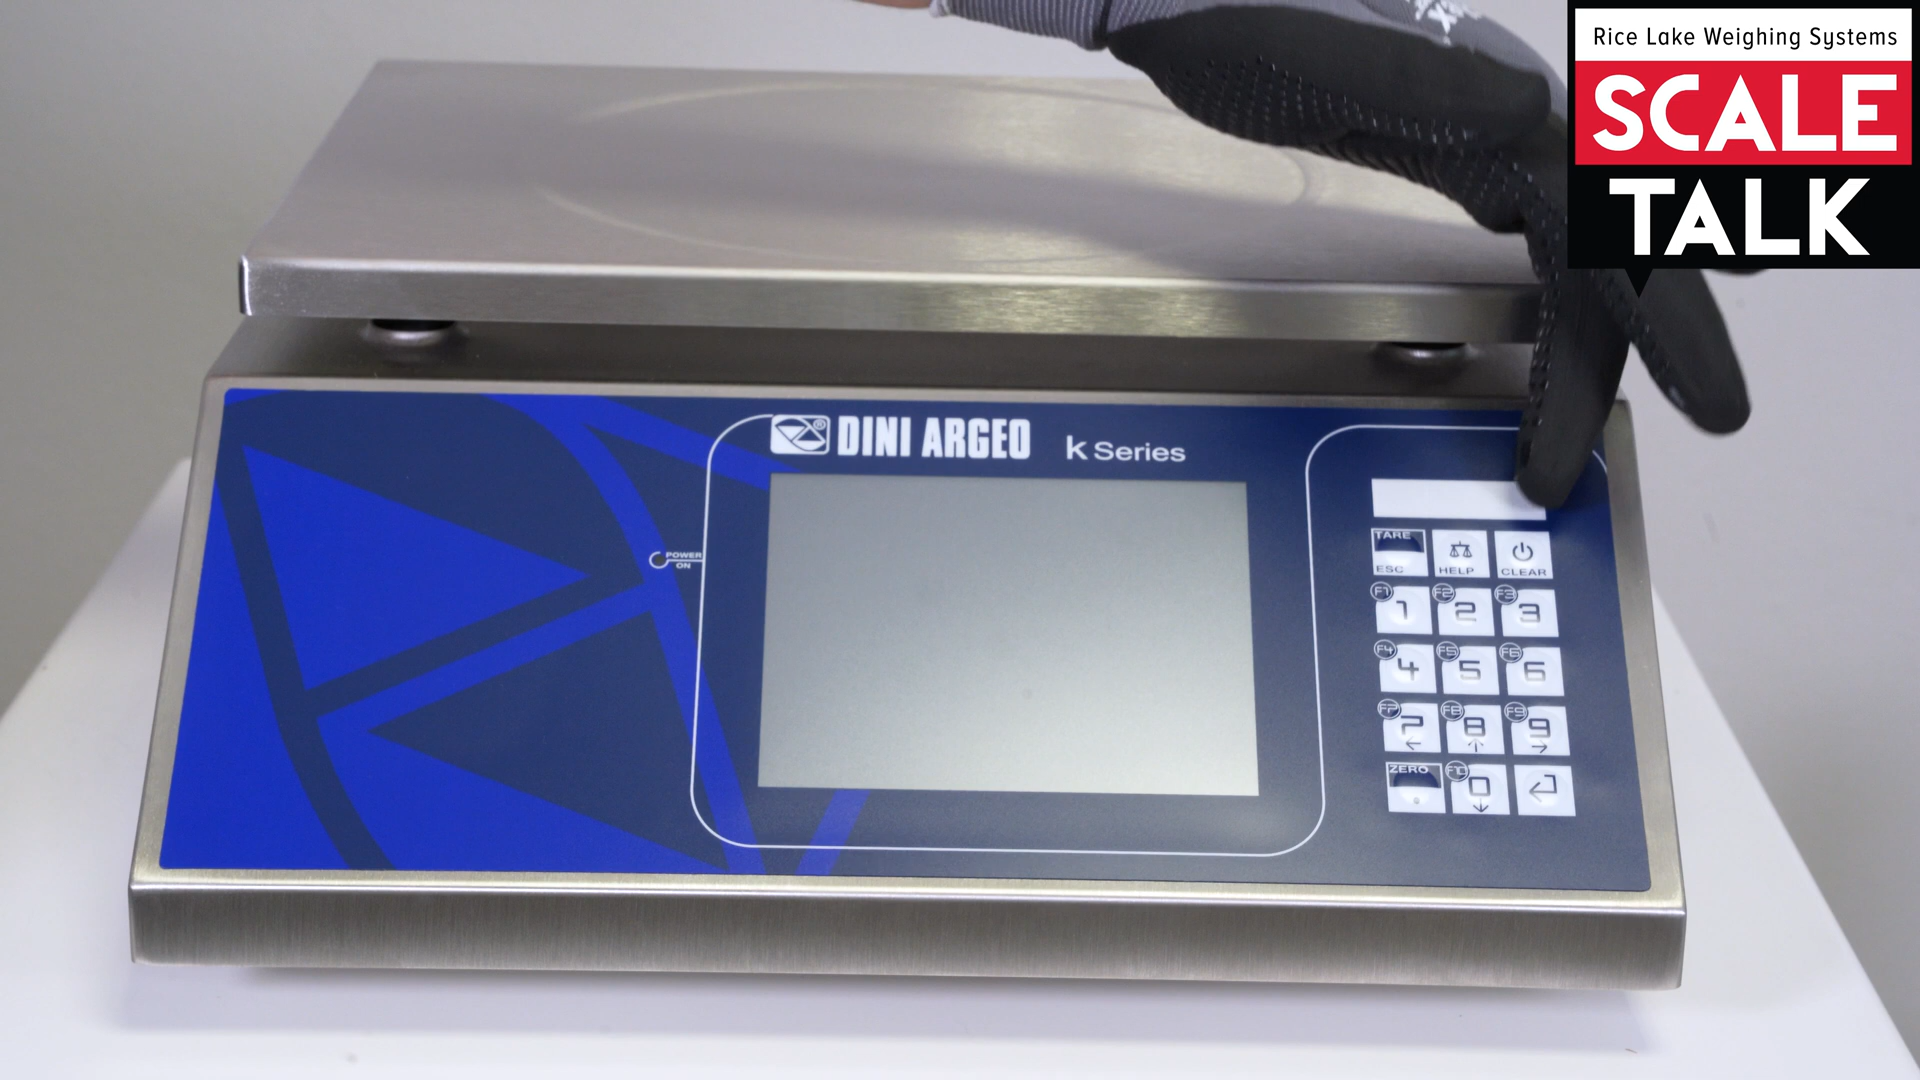 Rice Lake Weighing Systems
SCALE
TALK
DINI ARGEO k Series
POWER
ON
TARE
ESC
HELP
CLEAR
F1 1
F2 2
F3 3
F4 4
F5 5
F6 6
F7 7
F8 8
F9 9
ZERO
.
F10 0